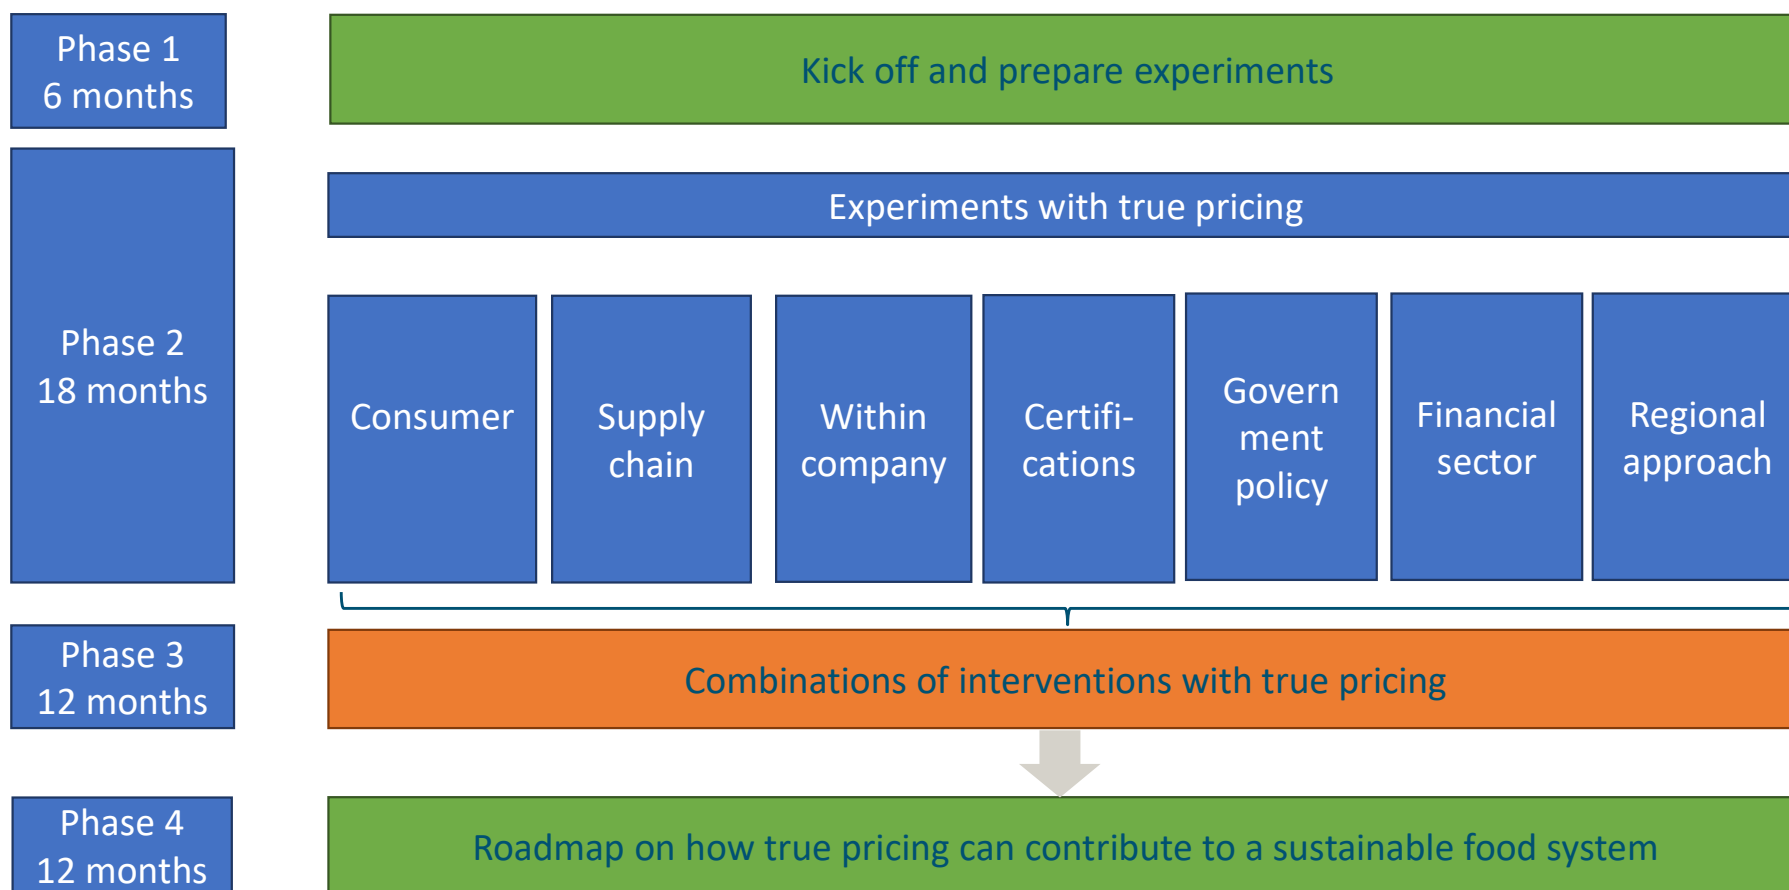 Phase 1
6 months
Kick off and prepare experiments
Experiments with true pricing
Phase 2
18 months
Consumer
Supply
chain
Within
company
Certifi-
cations
Govern
ment
policy
Financial
sector
Regional
approach
Phase 3
12 months
Combinations of interventions with true pricing
Phase 4
12 months
Roadmap on how true pricing can contribute to a sustainable food system